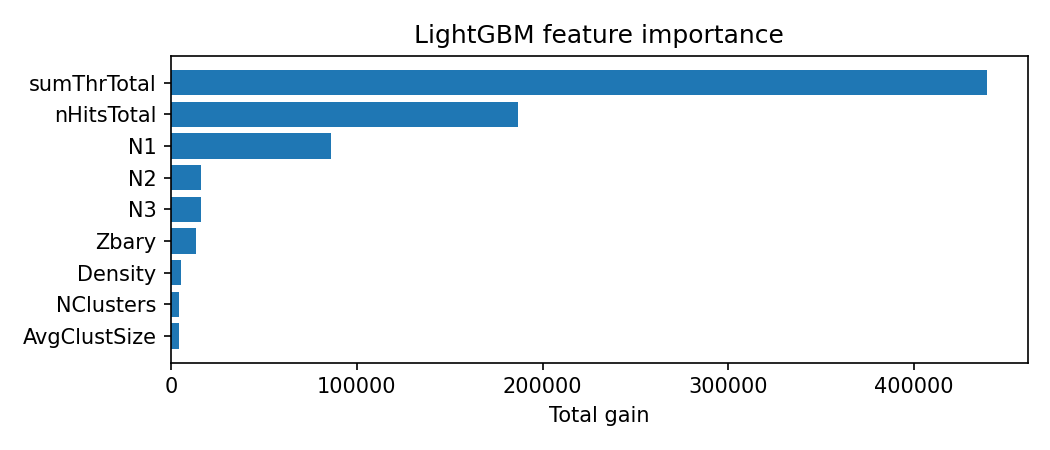 LightGBM feature importance
sumThrTotal
nHitsTotal
N1
N2
N3
Zbary
Density
NClusters
AvgClustSize
0 100000 200000 300000 400000
Total gain